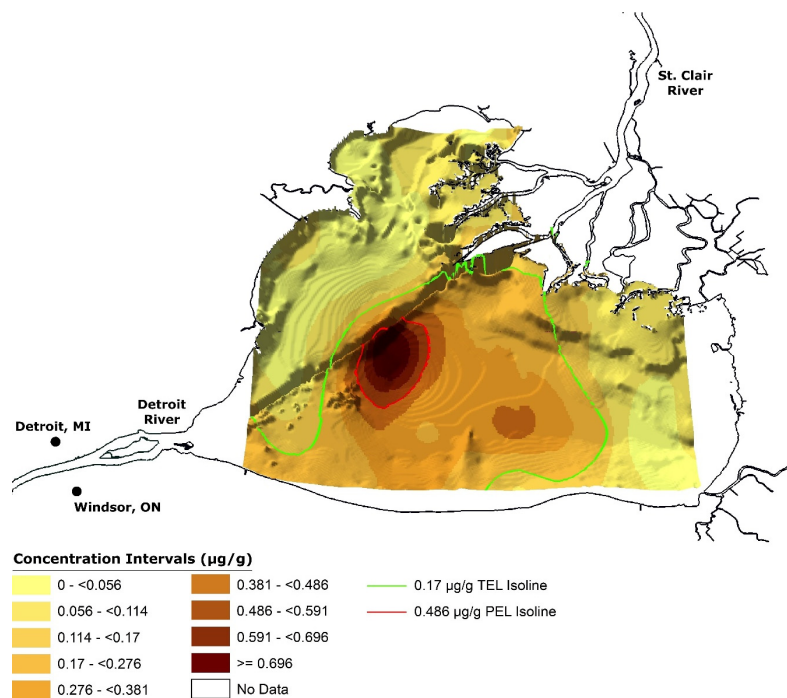 St. Clair
River
Detroit
River
Detroit, MI
Windsor, ON
Concentration Intervals (µg/g)
0 - <0.056
0.056 - <0.114
0.114 - <0.17
0.17 - <0.276
0.276 - <0.381
0.381 - <0.486
0.486 - <0.591
0.591 - <0.696
>= 0.696
No Data
0.17 µg/g TEL Isoline
0.486 µg/g PEL Isoline